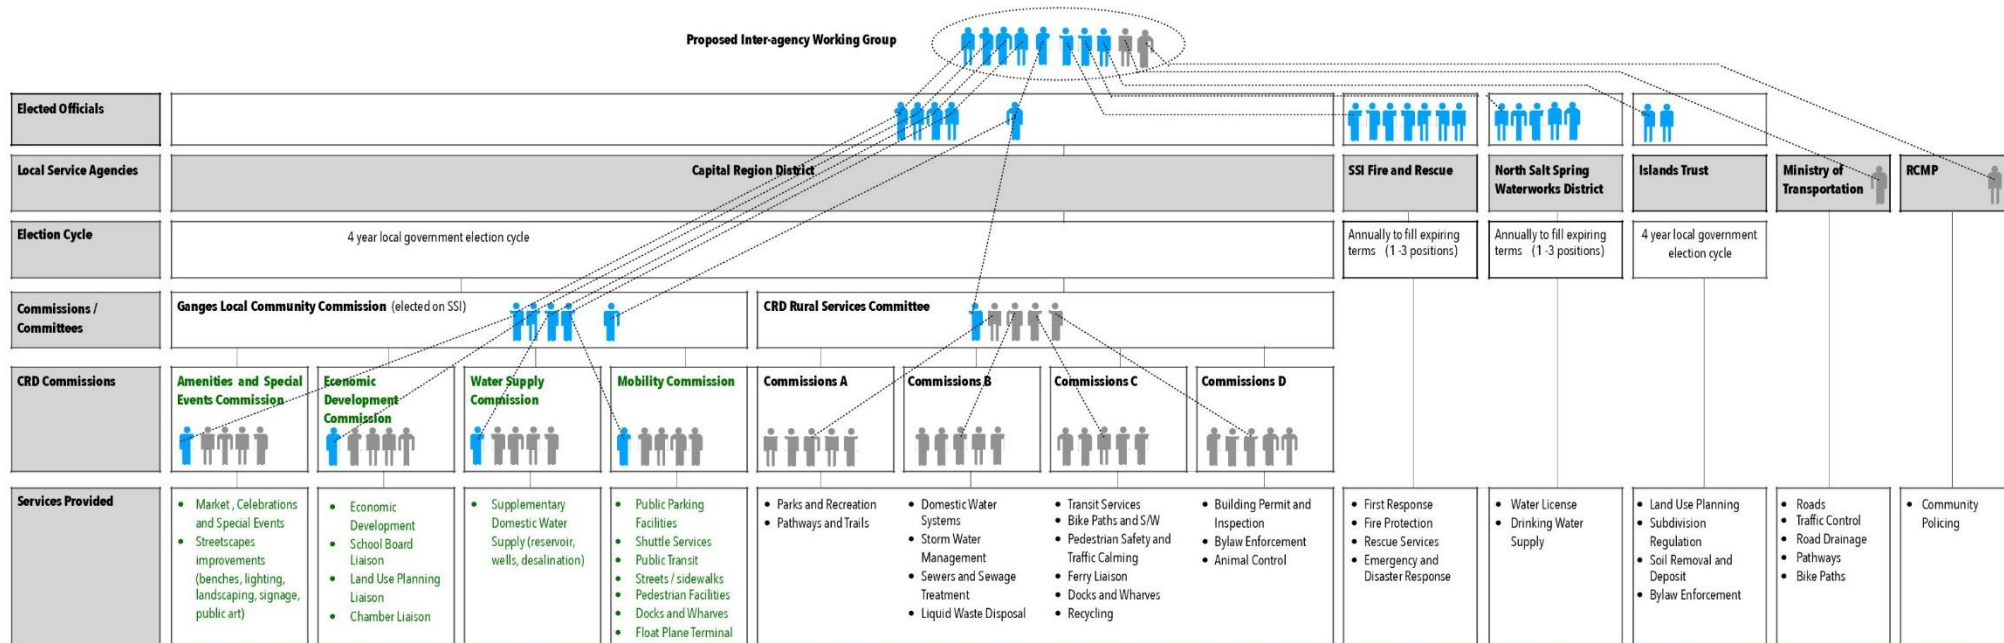 Proposed Inter-agency Working Group
Elected Officials
Local Service Agencies
Capital Region District
SSI Fire and Rescue
North Salt Spring
Waterworks District
Islands Trust
Ministry of
Transportation
RCMP
Election Cycle
4 year local government election cycle
Annually to fill expiring
terms (1 -3 positions)
Annually to fill expiring
terms (1 -3 positions)
4 year local government
election cycle
Commissions /
Committees
Ganges Local Community Commission (elected on SSI)
CRD Rural Services Committee
CRD Commissions
Amenities and Special
Events Commission
Economic
Development
Commission
Water Supply
Commission
Mobility Commission
Commissions A
Commissions B
Commissions C
Commissions D
Services Provided
• Market , Celebrations
and Special Events
• Streetscapes
improvements
(benches, lighting,
landscaping, signage,
public art)
• Economic
Development
• School Board
Liaison
• Land Use Planning
Liaison
• Chamber Liaison
• Supplementary
Domestic Water
Supply (reservoir,
wells, desalination)
• Public Parking
Facilities
• Shuttle Services
• Public Transit
• Streets / sidewalks
• Pedestrian Facilities
• Docks and Wharves
• Float Plane Terminal
• Parks and Recreation
• Pathways and Trails
• Domestic Water
Systems
• Storm Water
Management
• Sewers and Sewage
Treatment
• Liquid Waste Disposal
• Transit Services
• Bike Paths and S/W
• Pedestrian Safety and
Traffic Calming
• Ferry Liaison
• Docks and Wharves
• Recycling
• Building Permit and
Inspection
• Bylaw Enforcement
• Animal Control
• First Response
• Fire Protection
• Rescue Services
• Emergency and
Disaster Response
• Water License
• Drinking Water
Supply
• Land Use Planning
• Subdivision
Regulation
• Soil Removal and
Deposit
• Bylaw Enforcement
• Roads
• Traffic Control
• Road Drainage
• Pathways
• Bike Paths
• Community
Policing